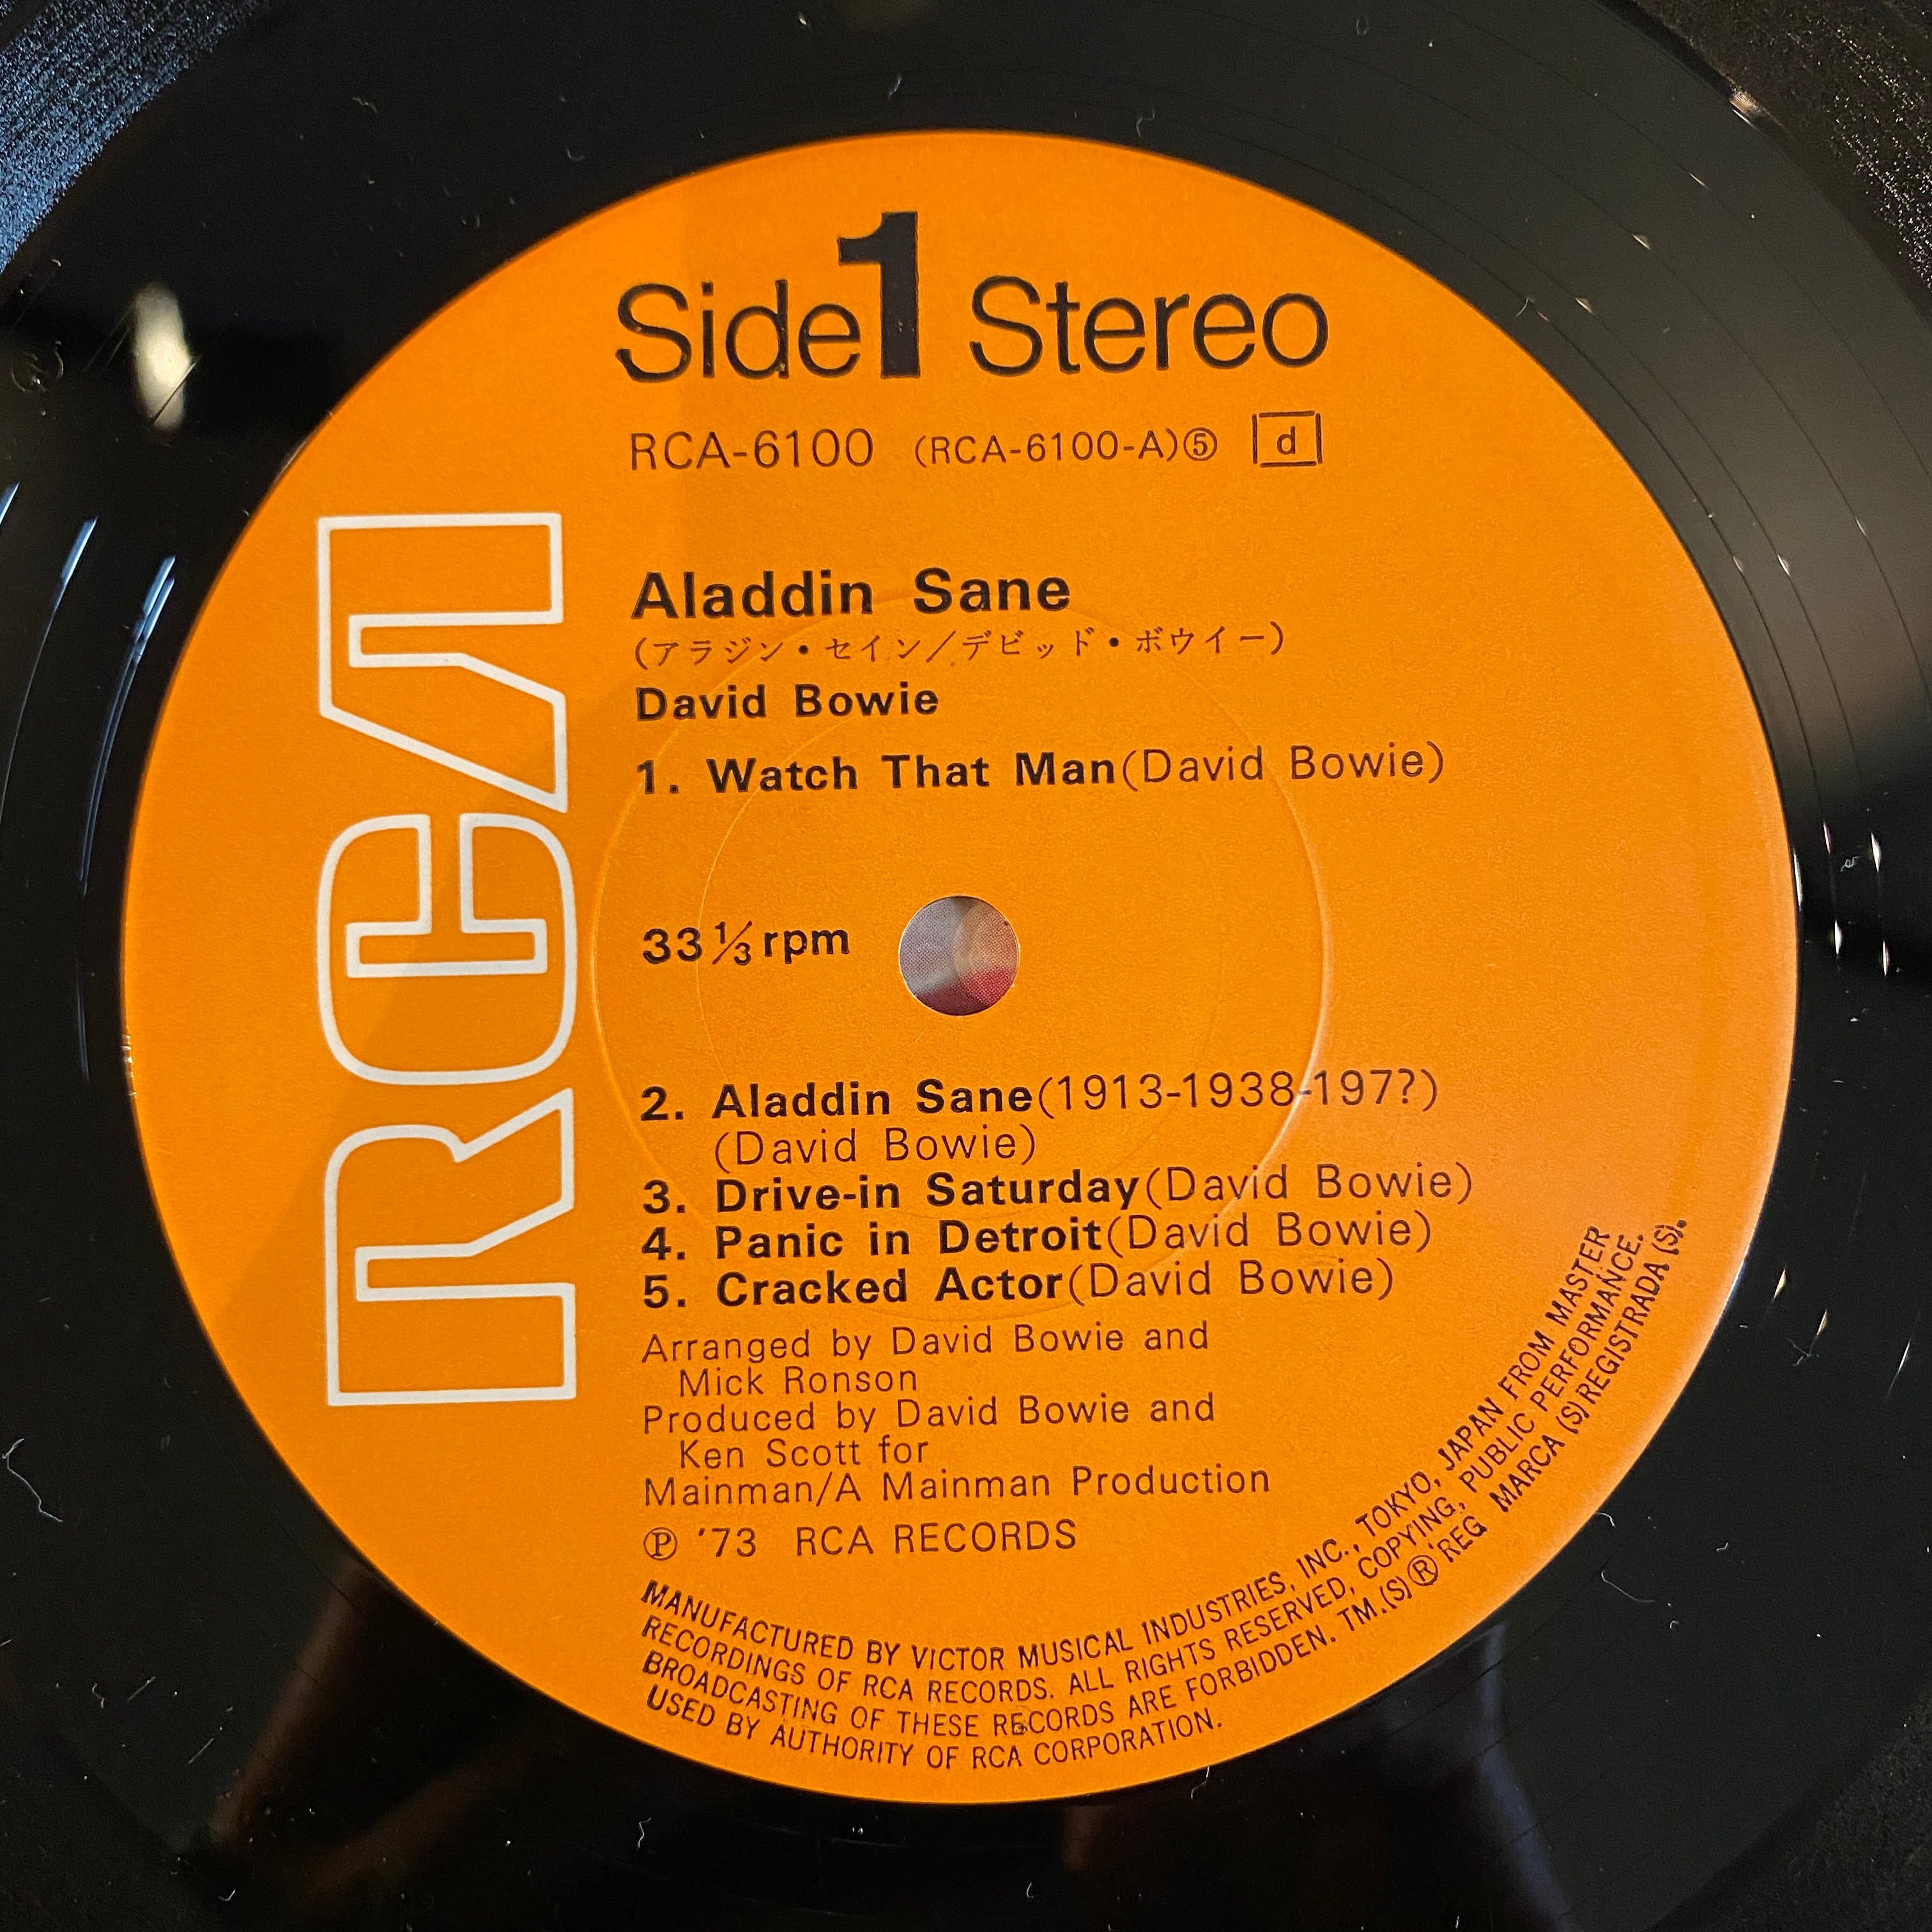 Side 1 Stereo
RCA-6100 (RCA-6100-A)⑤ d
RCA
Aladdin Sane
(アラジン・セイン/デビッド・ボウイー)
David Bowie
1. Watch That Man(David Bowie)
33⅓rpm
2. Aladdin Sane(1913-1938-197?)
(David Bowie)
3. Drive-in Saturday(David Bowie)
4. Panic in Detroit(David Bowie)
5. Cracked Actor(David Bowie)
Arranged by David Bowie and
Mick Ronson
Produced by David Bowie and
Ken Scott for
Mainman/A Mainman Production
Ⓟ '73 RCA RECORDS
MANUFACTURED BY VICTOR MUSICAL INDUSTRIES, INC., TOKYO, JAPAN FROM MASTER
RECORDINGS OF RCA RECORDS. ALL RIGHTS RESERVED, COPYING, PUBLIC PERFORMANCE.
BROADCASTING OF THESE RECORDS ARE FORBIDDEN. TM.(S)® REG MARCA (S) REGISTRADA (S).
USED BY AUTHORITY OF RCA CORPORATION.